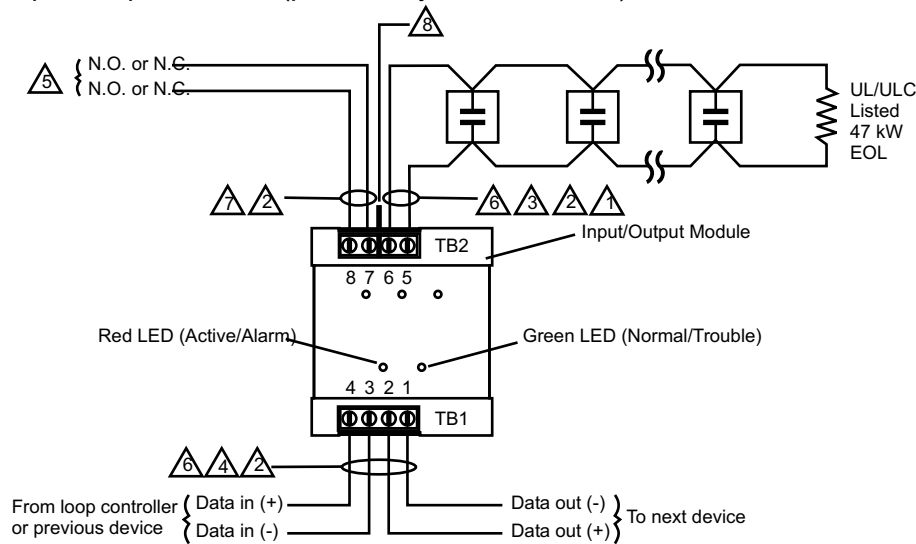 8
5
N.O. or N.C.
N.O. or N.C.
UL/ULC
Listed
47 kW
EOL
7 2
6 3 2 1
Input/Output Module
TB2
8 7 6 5
Red LED (Active/Alarm)
Green LED (Normal/Trouble)
4 3 2 1
TB1
6 4 2
From loop controller
or previous device
Data in (+)
Data in (-)
Data out (-)
Data out (+)
To next device